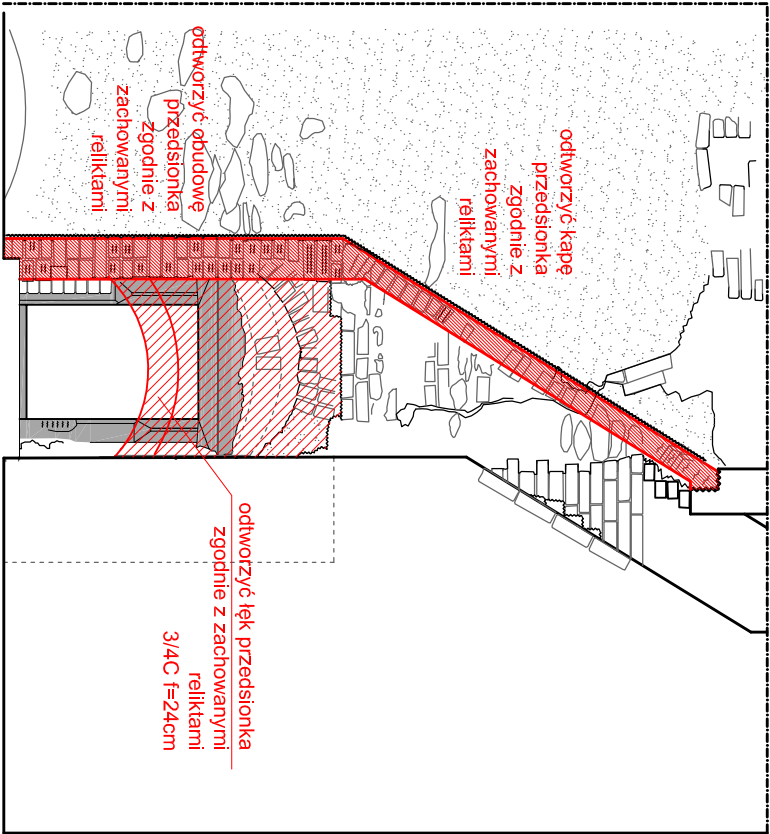 odtworzyć kapę
przedsionka
zgodnie z
zachowanymi
reliktami
odtworzyć obudowę
przedsionka
zgodnie z
zachowanymi
reliktami
odtworzyć łęk przedsionka
zgodnie z zachowanymi
reliktami
3/4C f=24cm